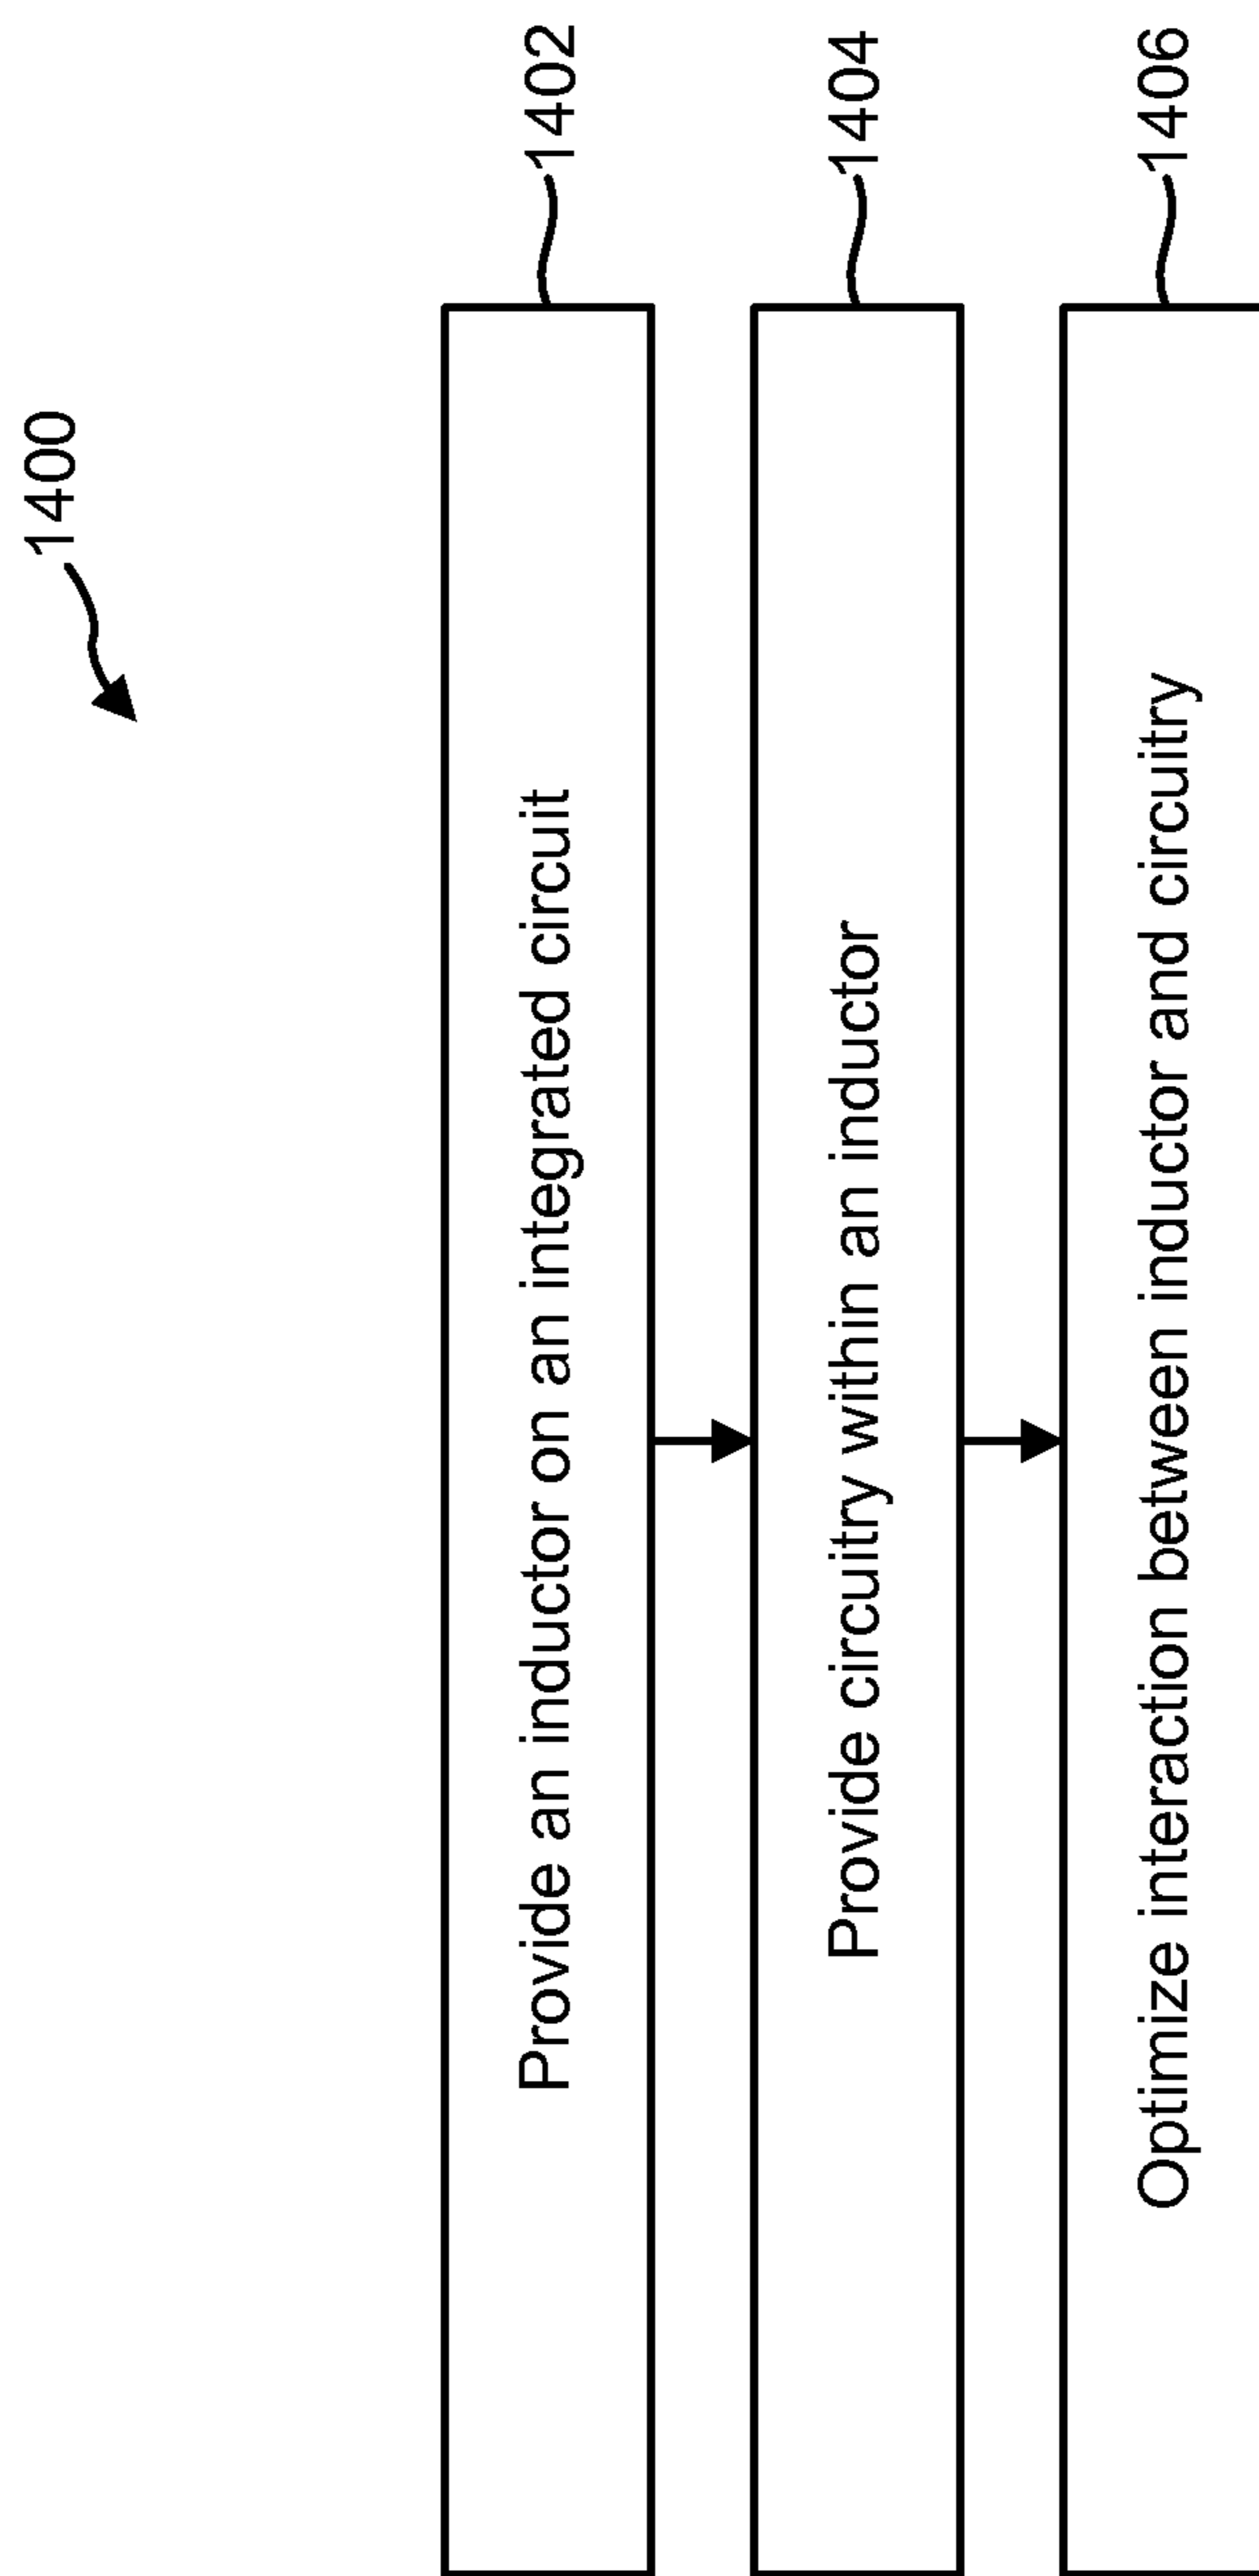 1400
Provide an inductor on an integrated circuit
1402
Provide circuitry within an inductor
1404
Optimize interaction between inductor and circuitry
1406